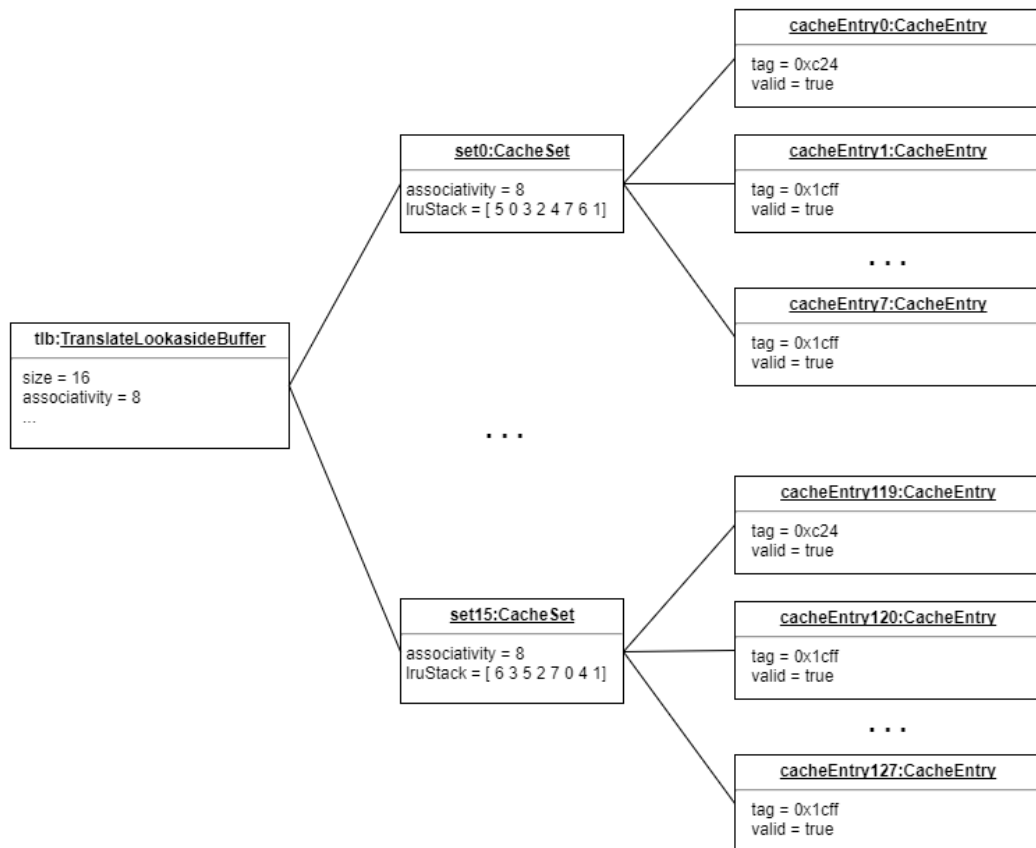 cacheEntry0:CacheEntry
tag = 0xc24
valid = true
set0:CacheSet
associativity = 8
lruStack = [ 5 0 3 2 4 7 6 1]
cacheEntry1:CacheEntry
tag = 0x1cff
valid = true
...
cacheEntry7:CacheEntry
tag = 0x1cff
valid = true
tlb:TranslateLookasideBuffer
size = 16
associativity = 8
...
...
cacheEntry119:CacheEntry
tag = 0xc24
valid = true
set15:CacheSet
associativity = 8
lruStack = [ 6 3 5 2 7 0 4 1]
cacheEntry120:CacheEntry
tag = 0x1cff
valid = true
...
cacheEntry127:CacheEntry
tag = 0x1cff
valid = true